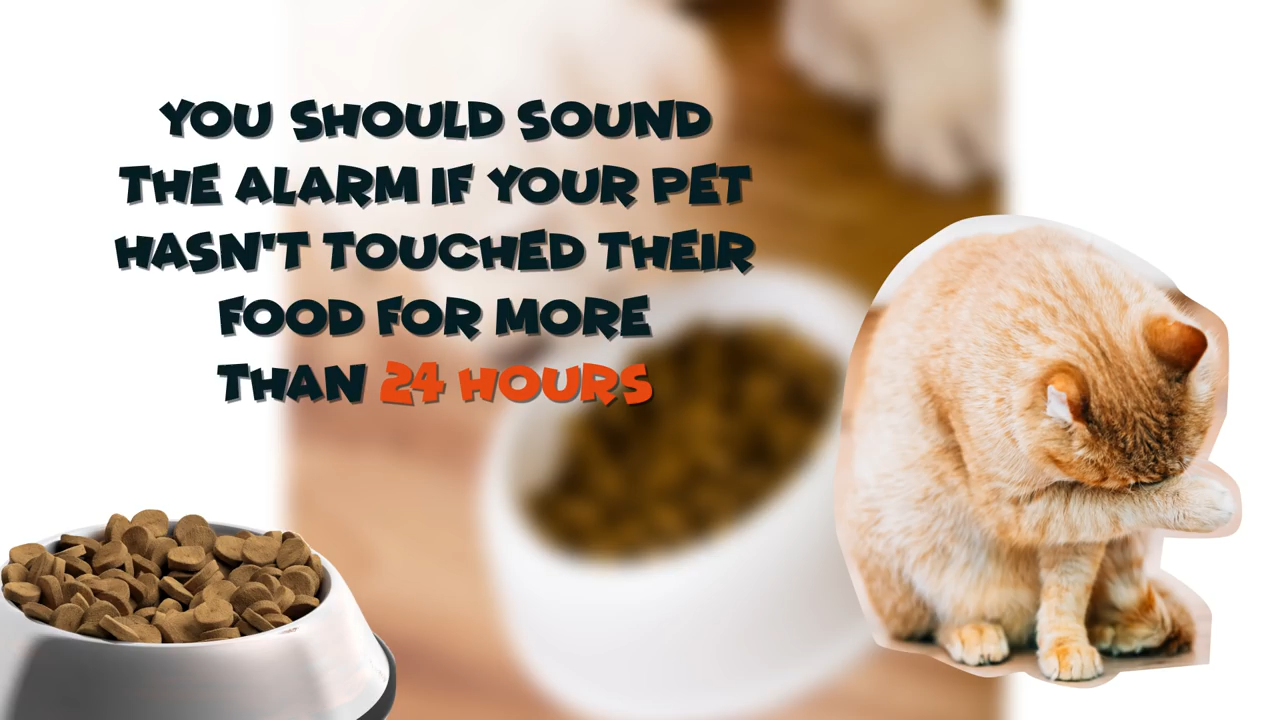 YOU SHOULD SOUND
THE ALARM IF YOUR PET
HASN'T TOUCHED THEIR
FOOD FOR MORE
THAN 24 HOURS